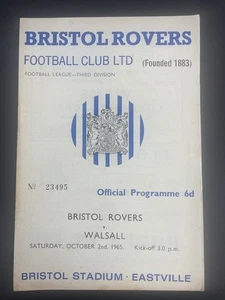 BRISTOL ROVERS
FOOTBALL CLUB LTD (Founded 1883)
FOOTBALL LEAGUE—THIRD DIVISION
Nº 23495
Official Programme 6d
BRISTOL ROVERS
v
WALSALL
SATURDAY, OCTOBER 2nd, 1965. Kick-off 3.0 p.m.
BRISTOL STADIUM · EASTVILLE